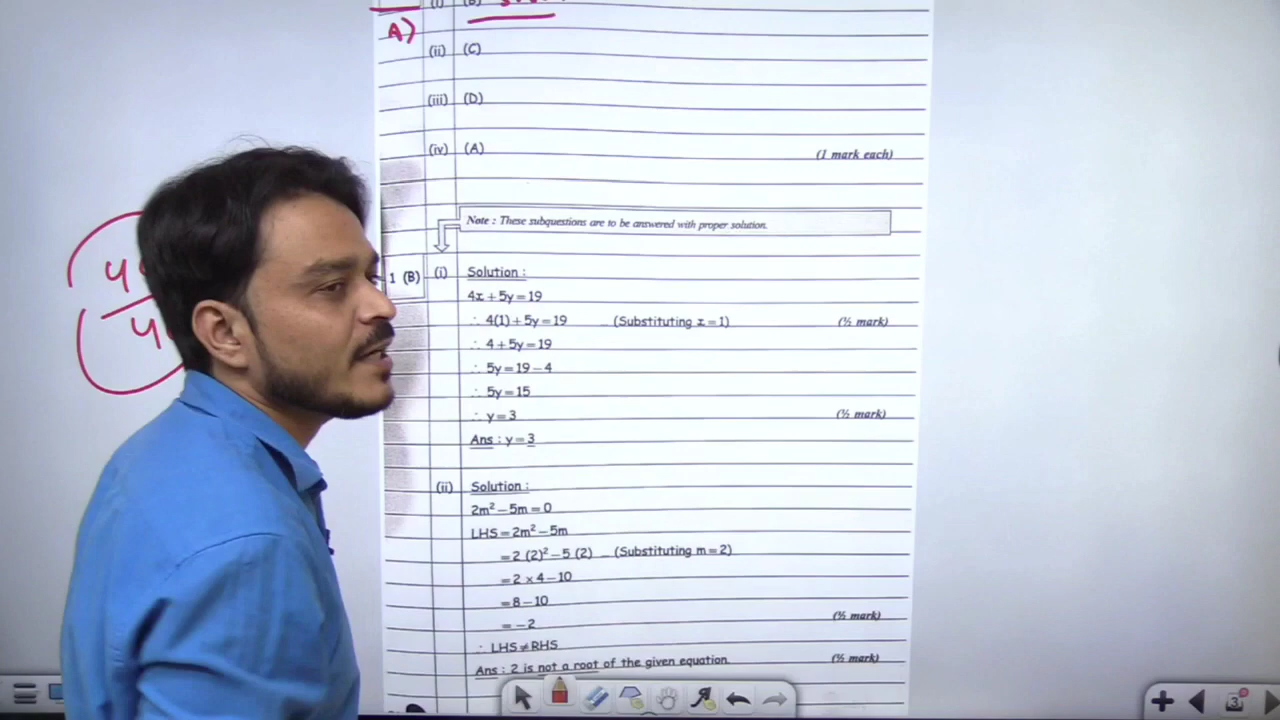 A)
(ii) (C)
(iii) (D)
(iv) (A) (1 mark each)
Note : These subquestions are to be answered with proper solution.
1 (B) (i) Solution :
4x + 5y = 19
∴ 4(1) + 5y = 19 ... (Substituting x = 1) (½ mark)
∴ 4 + 5y = 19
∴ 5y = 19 – 4
∴ 5y = 15
∴ y = 3 (½ mark)
Ans : y = 3
(ii) Solution :
2m² – 5m = 0
LHS = 2m² – 5m
= 2 (2)² – 5 (2) ... (Substituting m = 2)
= 2 × 4 – 10
= 8 – 10
= – 2 (½ mark)
∴ LHS ≠ RHS
Ans : 2 is not a root of the given equation. (½ mark)
3